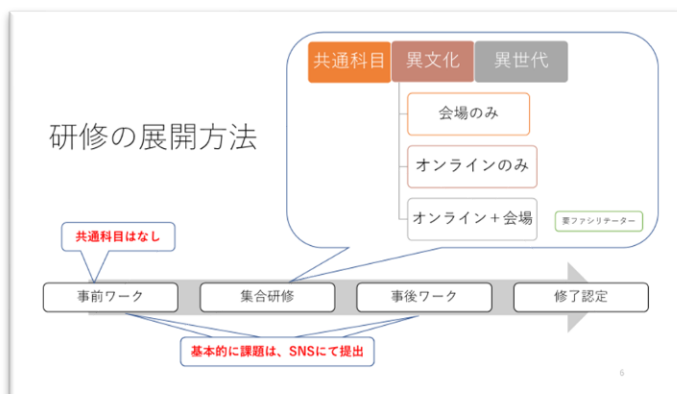 共通科目
異文化
異世代
会場のみ
研修の展開方法
オンラインのみ
オンライン+会場
要ファシリテーター
共通科目はなし
事前ワーク
集合研修
事後ワーク
修了認定
基本的に課題は、SNSにて提出
6